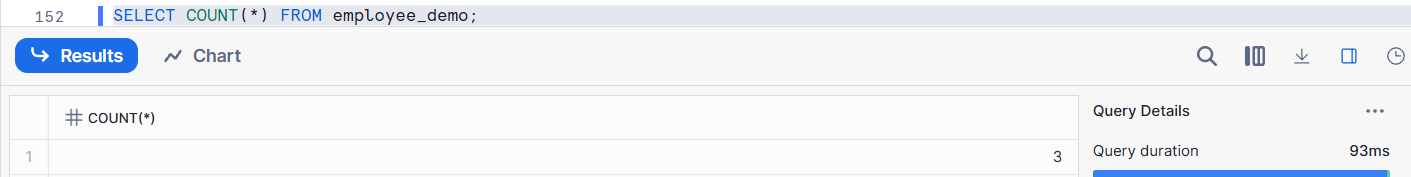 152 SELECT COUNT(*) FROM employee_demo;
Results Chart
COUNT(*)
1 3
Query Details ...
Query duration 93ms